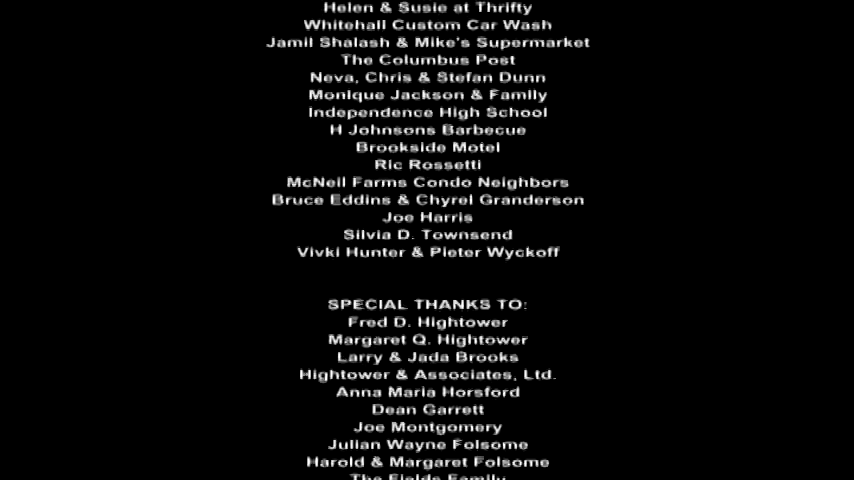 Helen & Susie at Thrifty
Whitehall Custom Car Wash
Jamil Shalash & Mike's Supermarket
The Columbus Post
Neva, Chris & Stefan Dunn
Monique Jackson & Family
Independence High School
H Johnsons Barbecue
Brookside Motel
Ric Rossetti
McNeil Farms Condo Neighbors
Bruce Eddins & Chyrel Granderson
Joe Harris
Silvia D. Townsend
Vivki Hunter & Pieter Wyckoff
SPECIAL THANKS TO:
Fred D. Hightower
Margaret Q. Hightower
Larry & Jada Brooks
Hightower & Associates, Ltd.
Anna Maria Horsford
Dean Garrett
Joe Montgomery
Julian Wayne Folsome
Harold & Margaret Folsome
The Fields Family